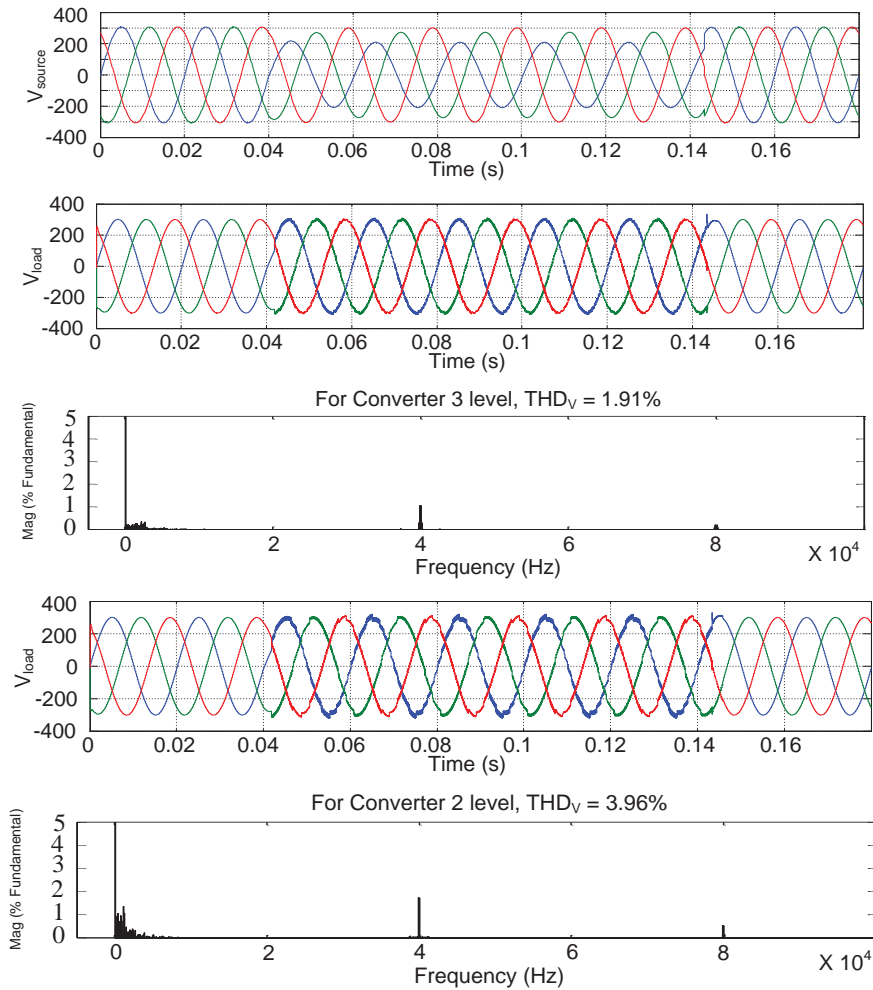 400
200
0
-200
-400
V_source
0 0.02 0.04 0.06 0.08 0.1 0.12 0.14 0.16
Time (s)
400
200
0
-200
-400
V_load
0 0.02 0.04 0.06 0.08 0.1 0.12 0.14 0.16
Time (s)
For Converter 3 level, THD_V = 1.91%
Mag (% Fundamental)
5
4
3
2
1
0
0 2 4 6 8
X 10^4
Frequency (Hz)
400
200
0
-200
-400
V_load
0 0.02 0.04 0.06 0.08 0.1 0.12 0.14 0.16
Time (s)
For Converter 2 level, THD_V = 3.96%
Mag (% Fundamental)
5
4
3
2
1
0
0 2 4 6 8
X 10^4
Frequency (Hz)